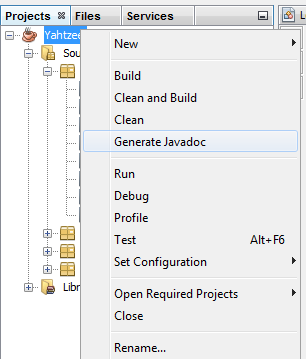 Projects Files Services
Yahtzee
New
Sou
Build
Clean and Build
Clean
Generate Javadoc
Run
Debug
Profile
Test Alt+F6
Set Configuration
Open Required Projects
Libr
Close
Rename...